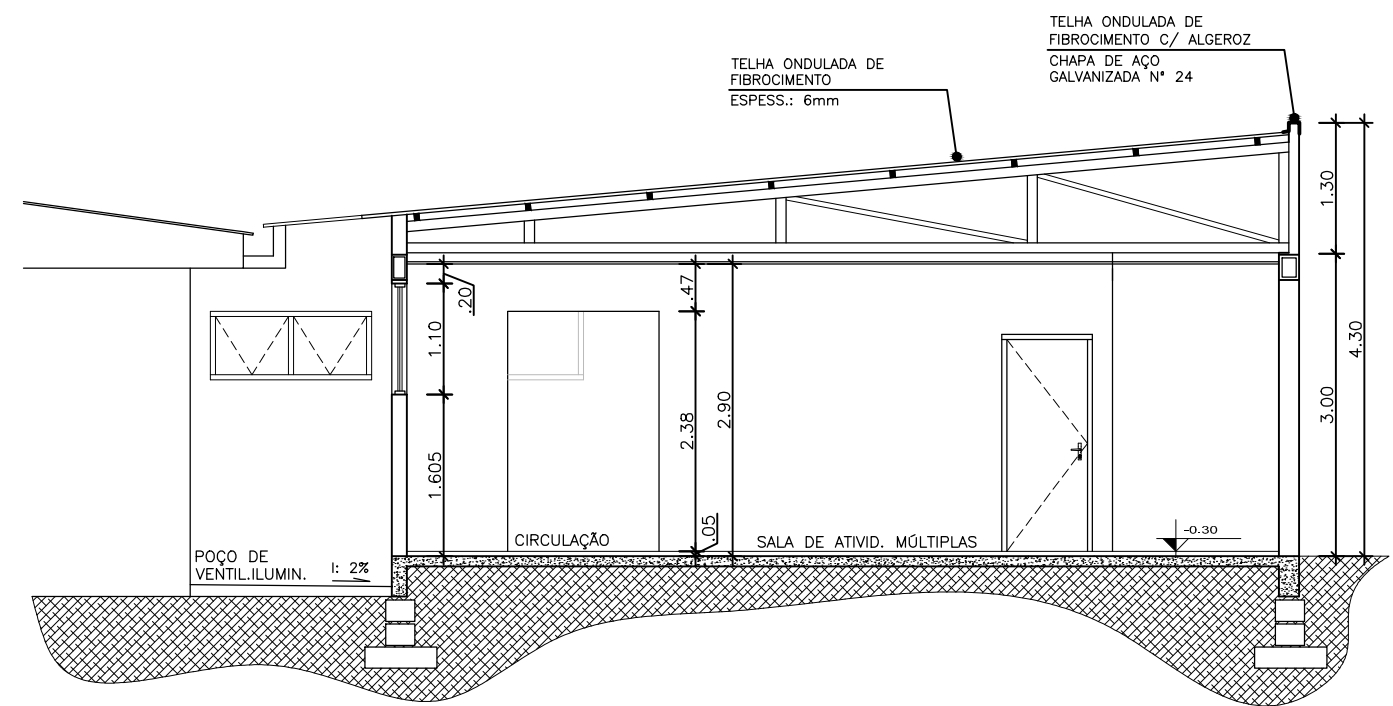 TELHA ONDULADA DE
FIBROCIMENTO C/ ALGEROZ
CHAPA DE AÇO
GALVANIZADA N° 24
TELHA ONDULADA DE
FIBROCIMENTO
ESPESS.: 6mm
1.30
.20
.47
1.10
4.30
2.90
2.38
3.00
1.605
.05
-0.30
CIRCULAÇÃO
SALA DE ATIVID. MÚLTIPLAS
POÇO DE
VENTIL.ILUMIN.
I: 2%